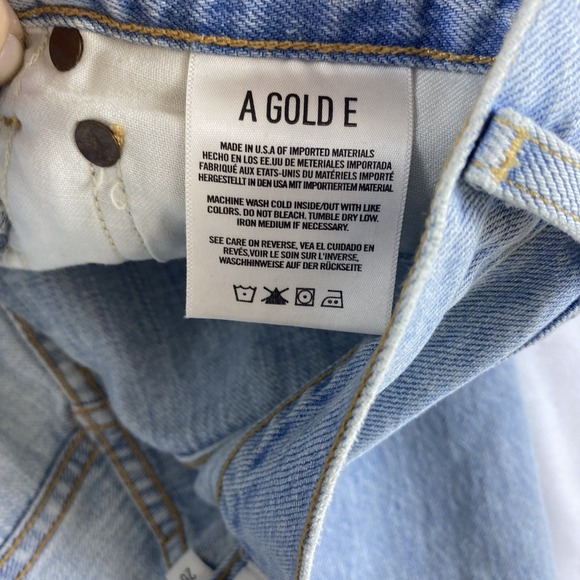 A GOLD E
MADE IN U.S.A OF IMPORTED MATERIALS
HECHO EN LOS EE.UU DE METERIALES IMPORTADA
FABRIQUÉ AUX ETATS-UNIS DU MATÉRIELS IMPORTÉ
HERGESTELLT IN DEN USA MIT IMPORTIERTEM MATERIAL
MACHINE WASH COLD INSIDE/OUT WITH LIKE
COLORS. DO NOT BLEACH. TUMBLE DRY LOW.
IRON MEDIUM IF NECESSARY.
SEE CARE ON REVERSE, VEA EL CUIDADO EN
REVÉS,VOIR LE SOIN SUR L'INVERSE,
WASCHHINWEISE AUF DER RÜCKSEITE